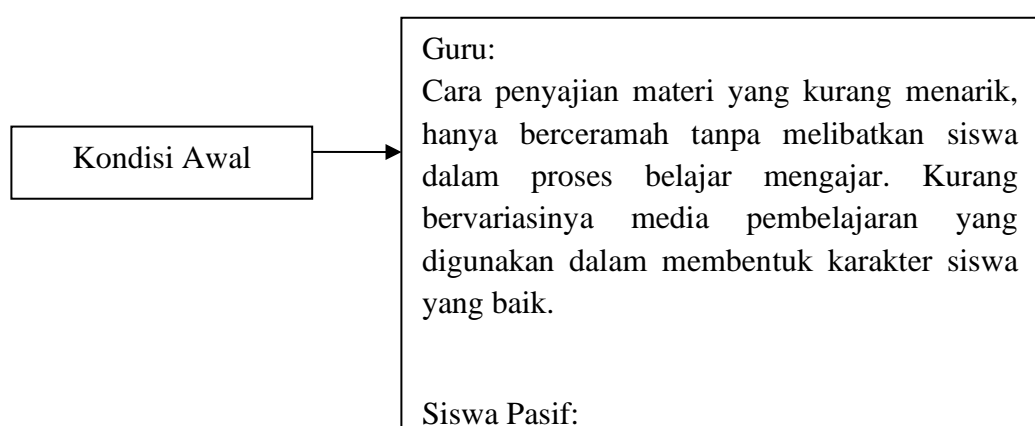 Guru:
Cara penyajian materi yang kurang menarik,
hanya berceramah tanpa melibatkan siswa
Kondisi Awal
dalam proses belajar mengajar. Kurang
bervariasinya media pembelajaran yang
digunakan dalam membentuk karakter siswa
yang baik.
Siswa Pasif: